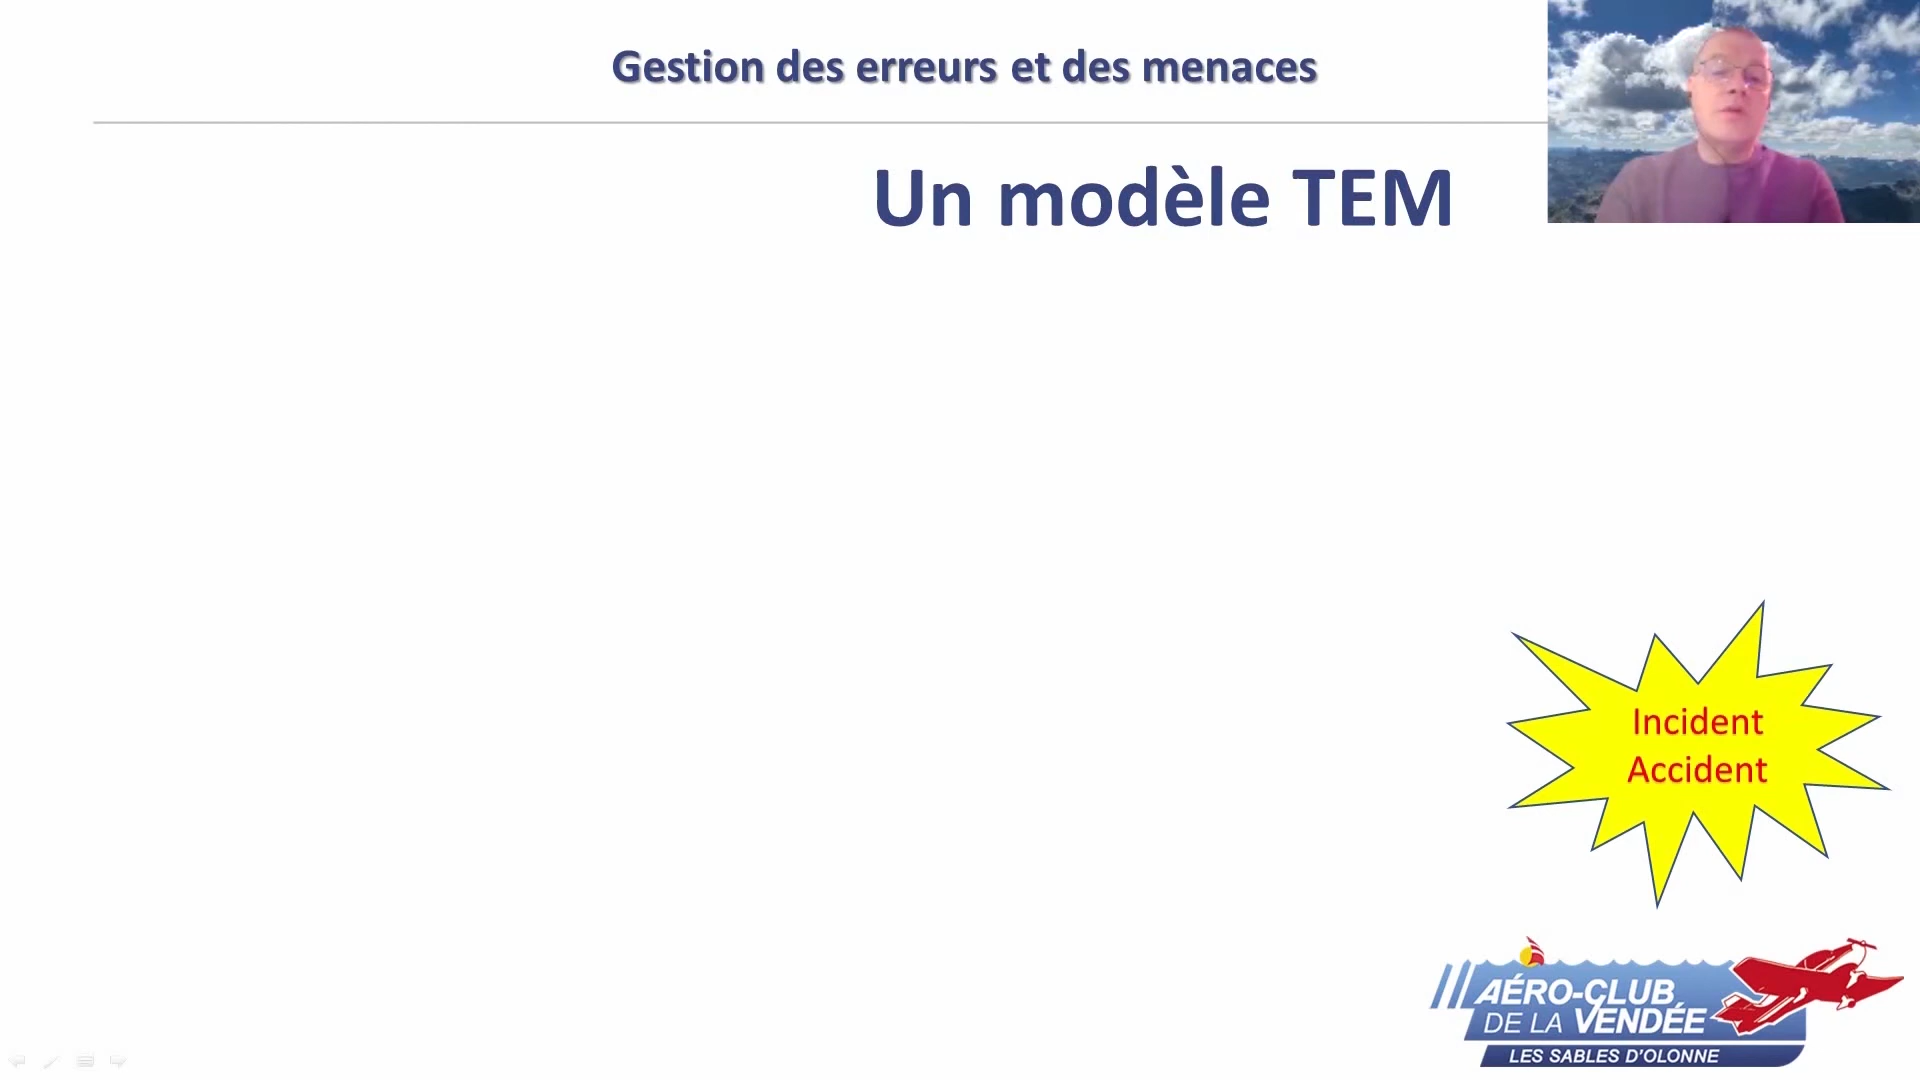 Gestion des erreurs et des menaces
Un modèle TEM
Incident
Accident
AÉRO-CLUB
DE LA VENDÉE
LES SABLES D'OLONNE